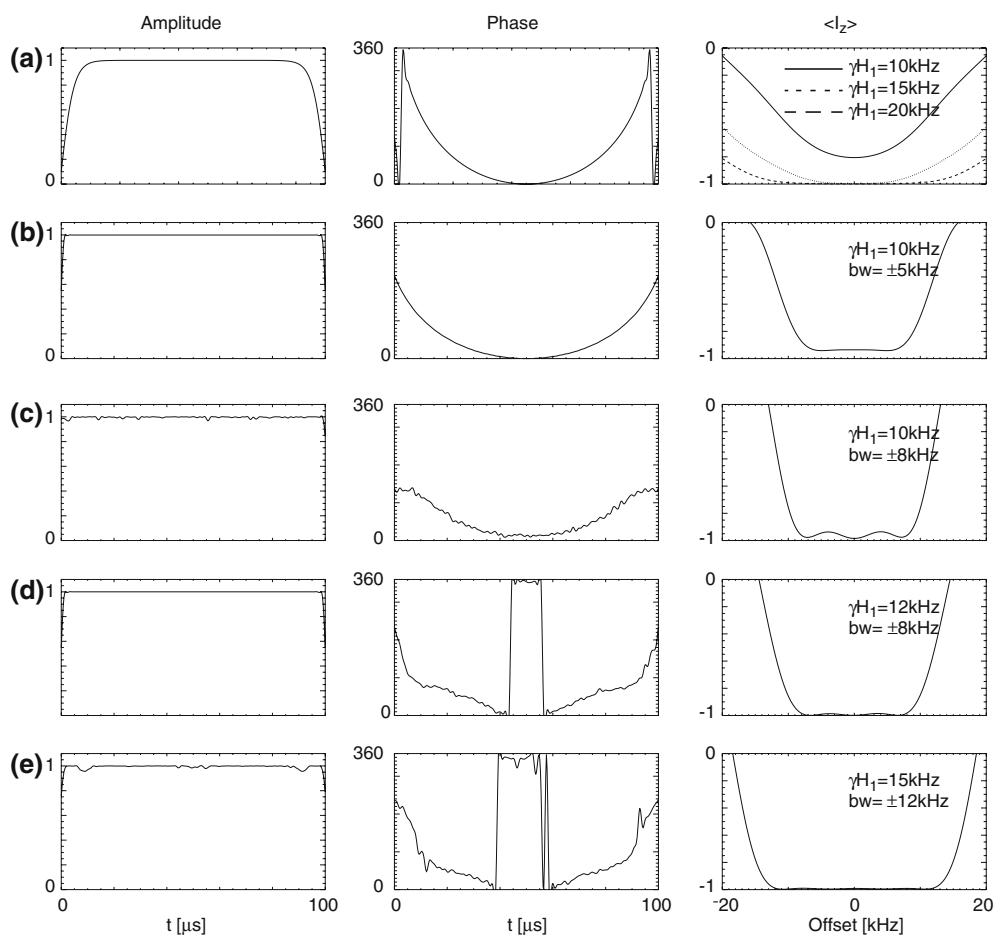 Amplitude Phase <Iz>
(a) 1 0 360 0 0 -1
γH1=10kHz
γH1=15kHz
γH1=20kHz
(b) 1 0 360 0 0 -1
γH1=10kHz
bw= ±5kHz
(c) 1 0 360 0 0 -1
γH1=10kHz
bw= ±8kHz
(d) 1 360 0 0 -1
γH1=12kHz
bw= ±8kHz
(e) 1 0 360 0 0 -1
γH1=15kHz
bw= ±12kHz
0 100 0 100 -20 0 20
t [μs] t [μs] Offset [kHz]